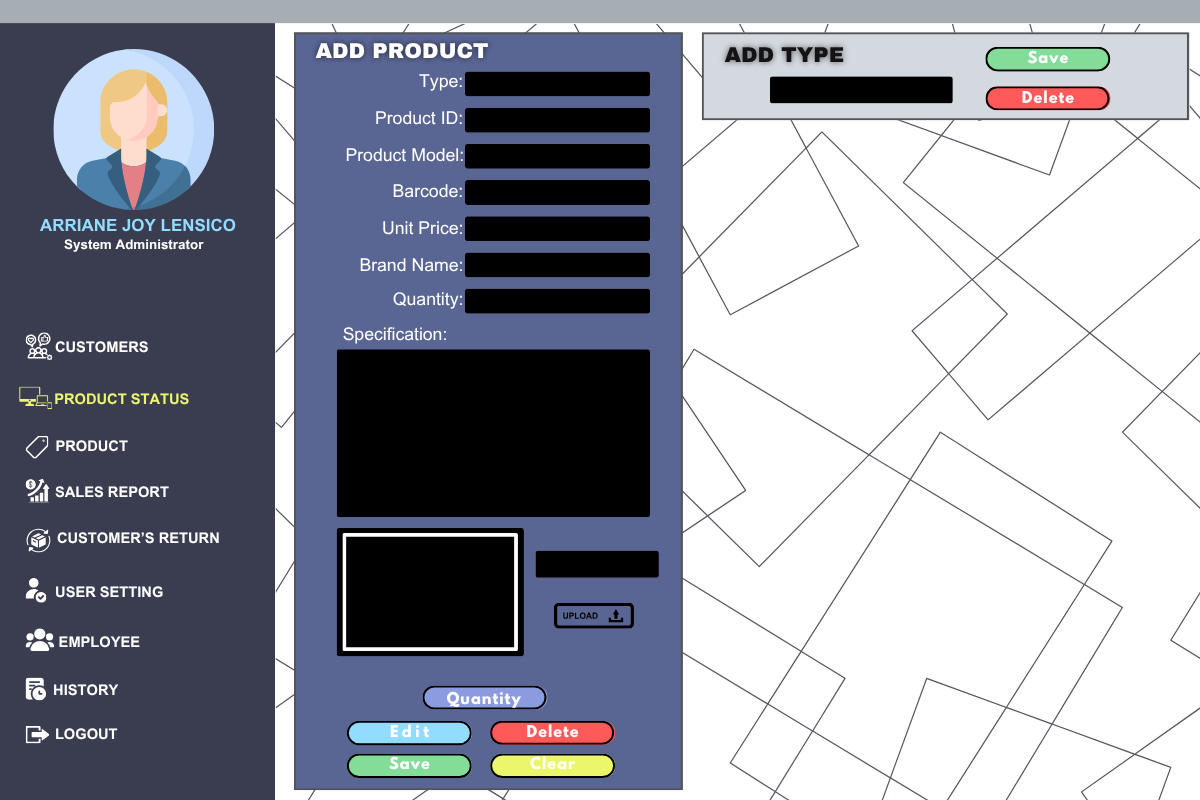 ARRIANE JOY LENSICO
System Administrator
CUSTOMERS
PRODUCT STATUS
PRODUCT
SALES REPORT
CUSTOMER'S RETURN
USER SETTING
EMPLOYEE
HISTORY
LOGOUT
ADD PRODUCT
Type:
Product ID:
Product Model:
Barcode:
Unit Price:
Brand Name:
Quantity:
Specification:
UPLOAD
Quantity
Edit Delete
Save Clear
ADD TYPE
Save
Delete